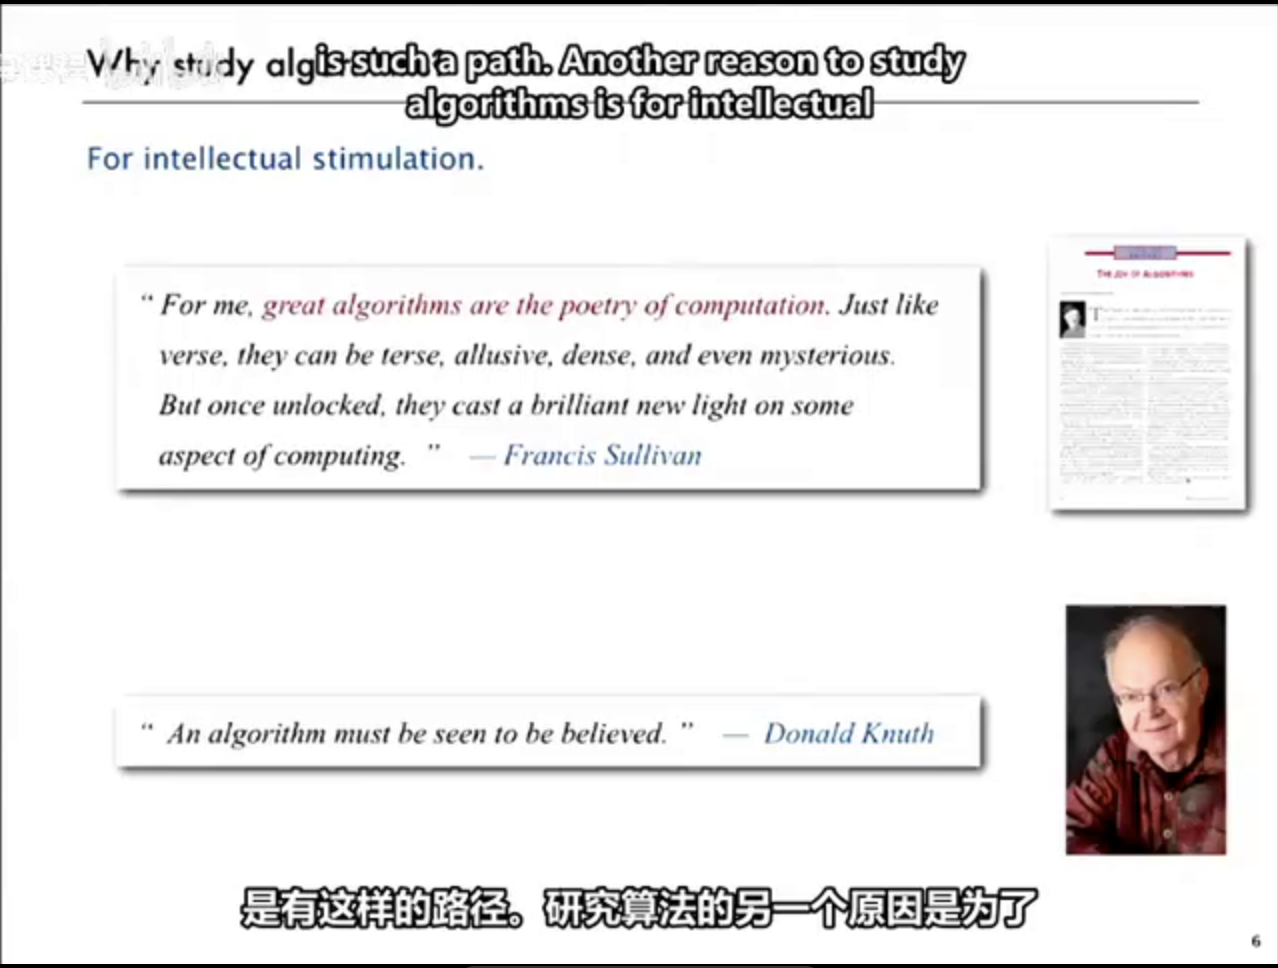 Why study alg
is such a path. Another reason to study
algorithms is for intellectual
For intellectual stimulation.
“ For me, great algorithms are the poetry of computation. Just like
verse, they can be terse, allusive, dense, and even mysterious.
But once unlocked, they cast a brilliant new light on some
aspect of computing. ” — Francis Sullivan
THE JOY OF ALGORITHMS
“ An algorithm must be seen to be believed. ” — Donald Knuth
是有这样的路径。研究算法的另一个原因是为了
6